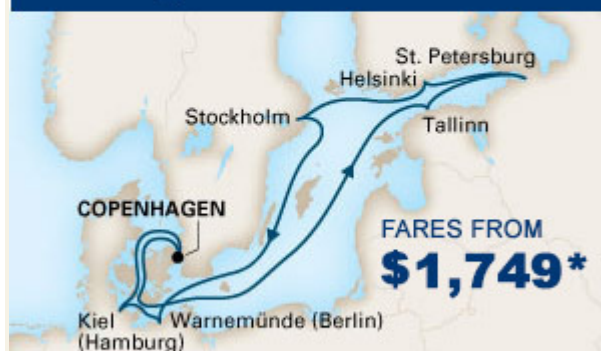 St. Petersburg
Helsinki
Stockholm
Tallinn
COPENHAGEN
FARES FROM
$1,749*
Kiel
(Hamburg)
Warnemünde (Berlin)